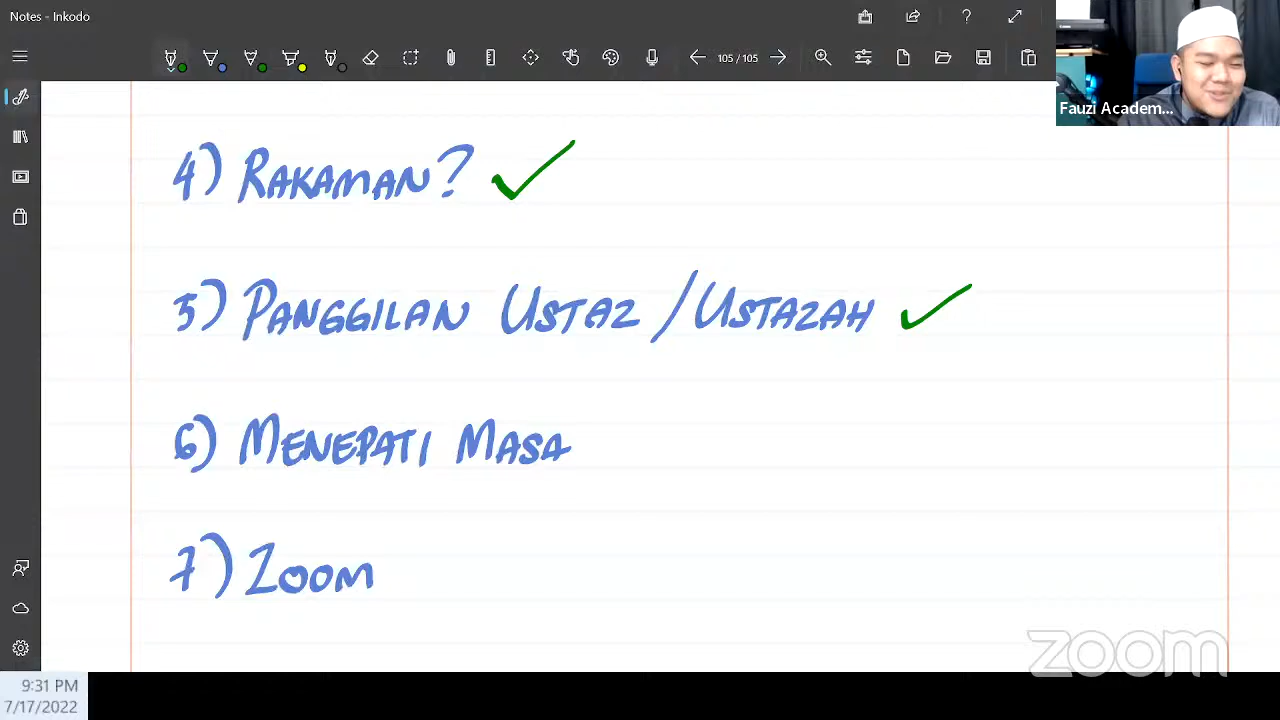 Notes - Inkodo
105 / 105
Fauzi Academ...
4) RAKAMAN? ✓
5) PANGGILAN USTAZ / USTAZAH ✓
6) MENEPATI MASA
7) ZOOM
zoom
9:31 PM
7/17/2022